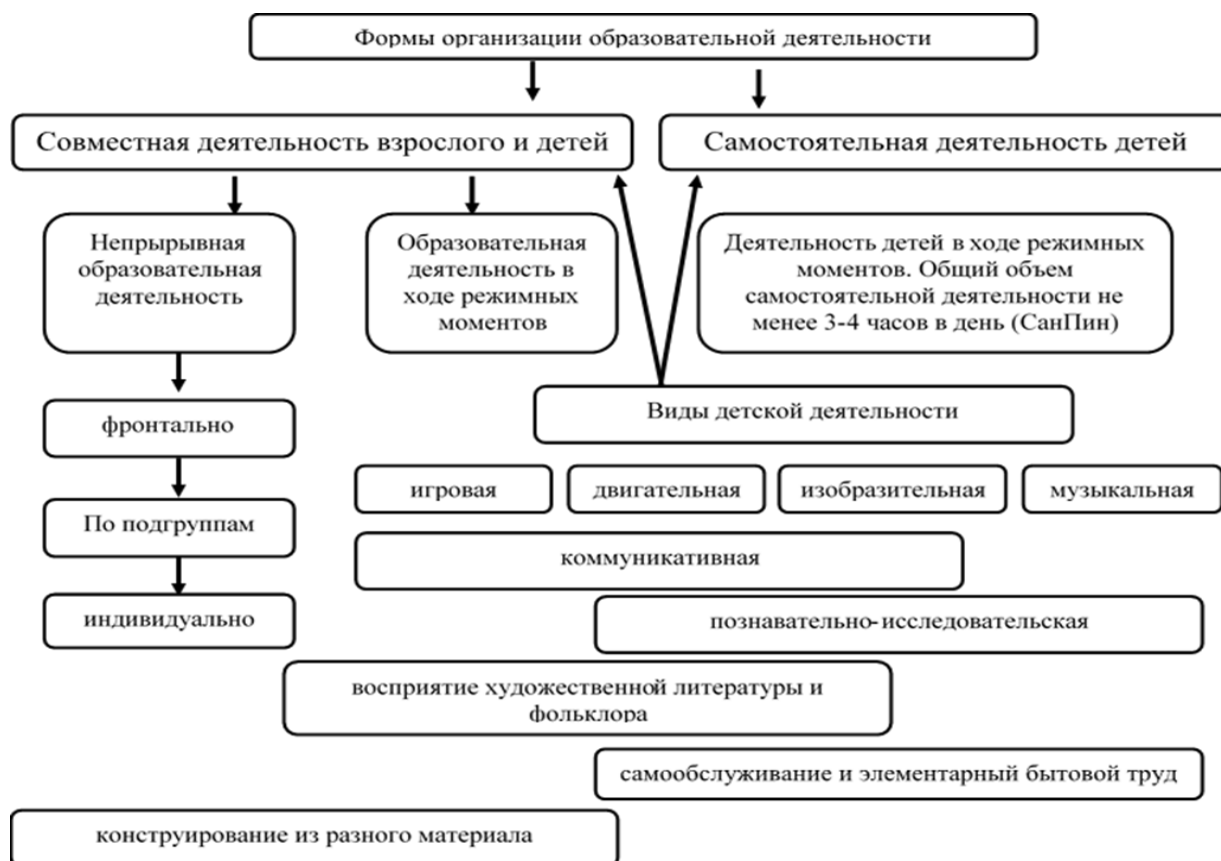 Формы организации образовательной деятельности
Совместная деятельность взрослого и детей
Самостоятельная деятельность детей
Непрырывная
образовательная
деятельность
Образовательная
деятельность в
ходе режимных
моментов
Деятельность детей в ходе режимных
моментов. Общий объем
самостоятельной деятельности не
менее 3-4 часов в день (СанПин)
фронтально
По подгруппам
индивидуально
Виды детской деятельности
игровая
двигательная
изобразительная
музыкальная
коммуникативная
познавательно-исследовательская
восприятие художественной литературы и
фольклора
самообслуживание и элементарный бытовой труд
конструирование из разного материала